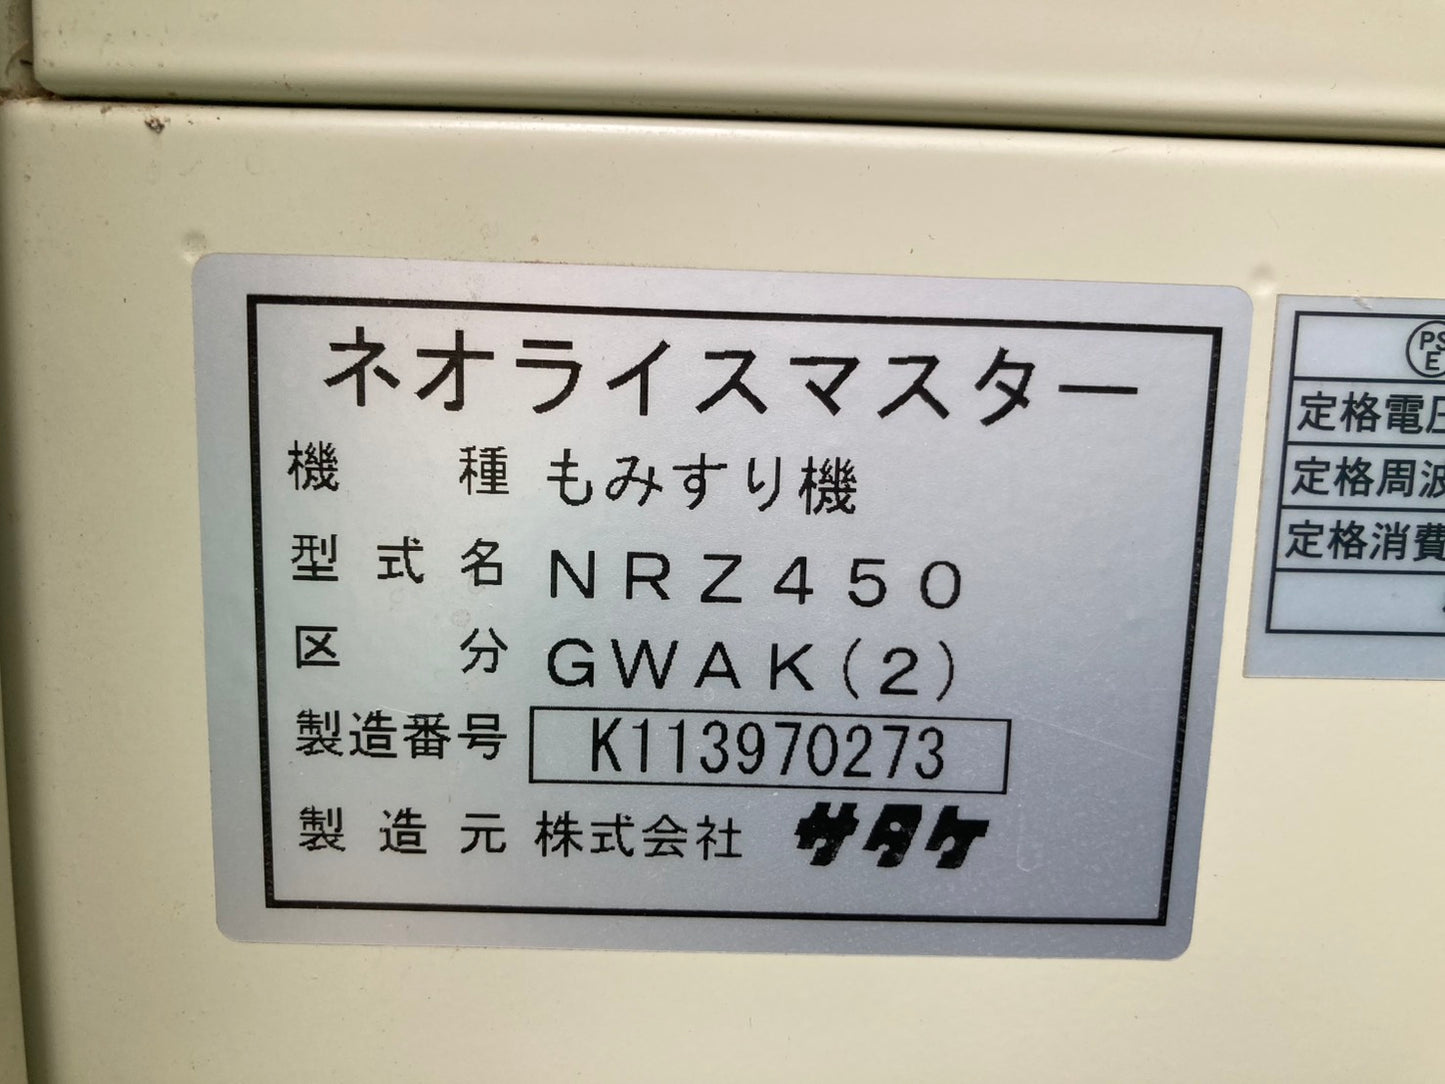 ネオライスマスター
機種 もみすり機
型式名 NRZ450
区分 GWAK(2)
製造番号 K113970273
製造元 株式会社 サタケ
PS
E
定格電圧
定格周波
定格消費